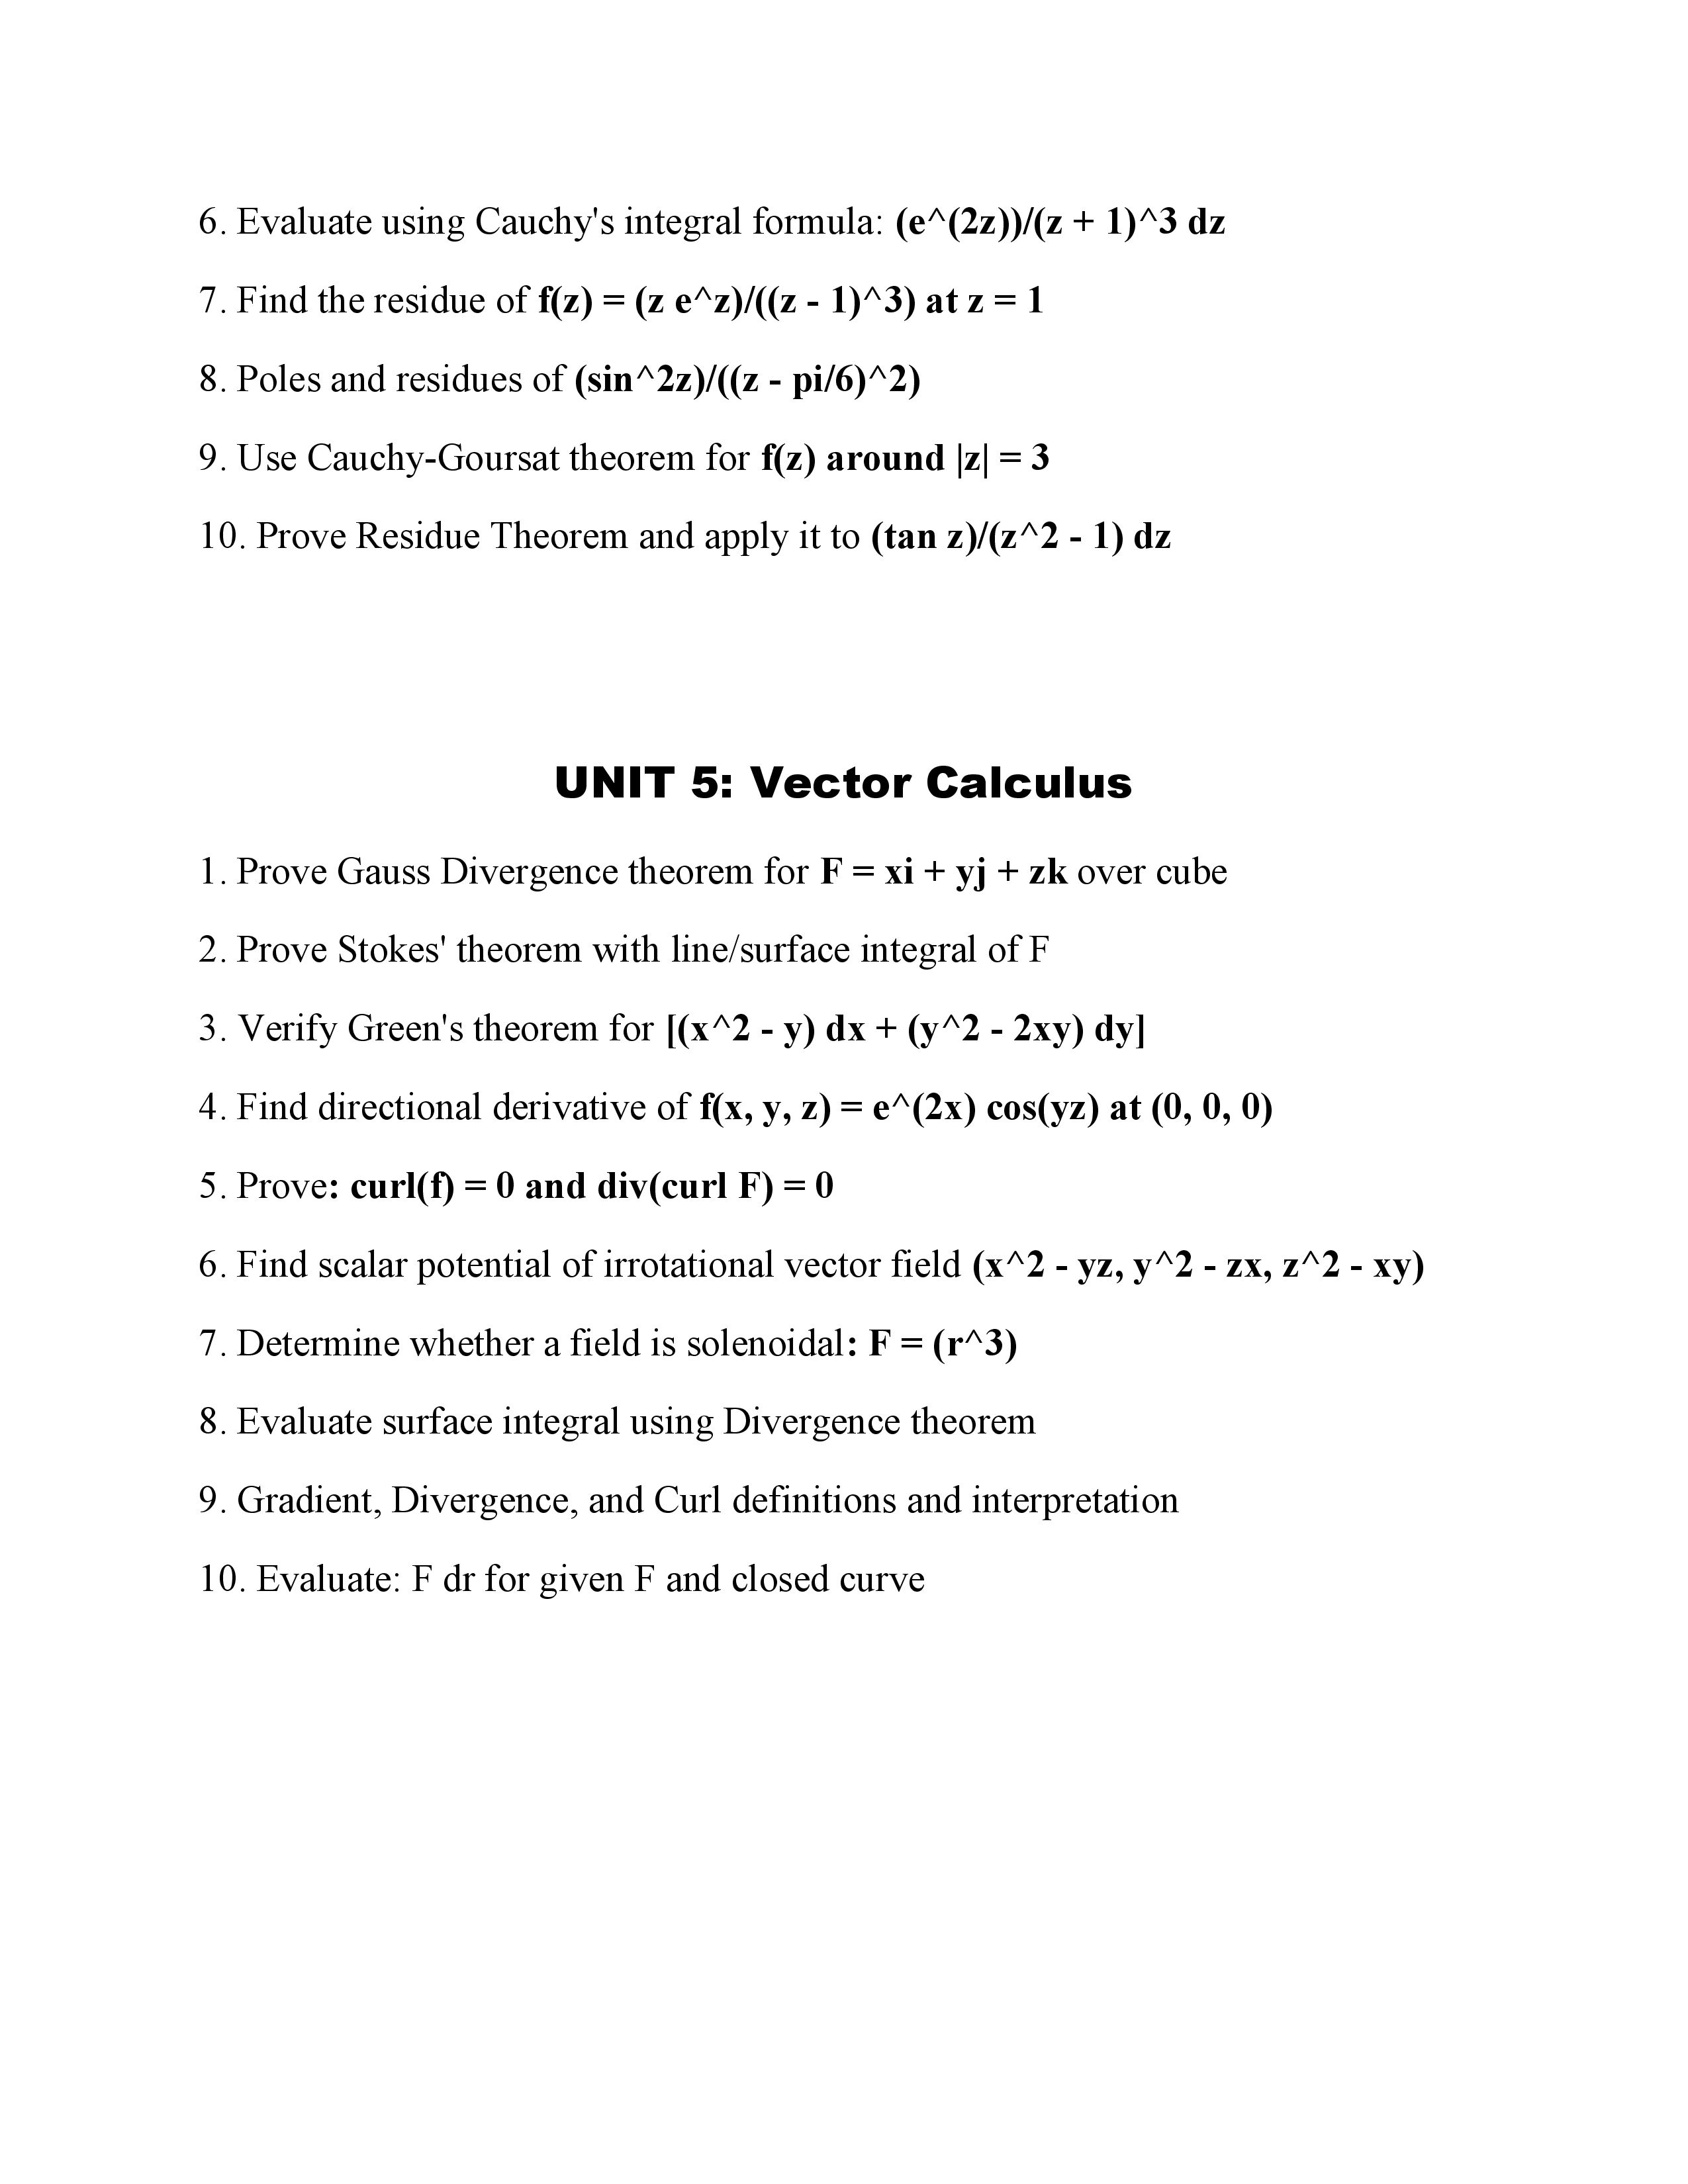 6. Evaluate using Cauchy's integral formula: (e^(2z))/(z + 1)^3 dz
7. Find the residue of f(z) = (z e^z)/((z - 1)^3) at z = 1
8. Poles and residues of (sin^2z)/((z - pi/6)^2)
9. Use Cauchy-Goursat theorem for f(z) around |z| = 3
10. Prove Residue Theorem and apply it to (tan z)/(z^2 - 1) dz
UNIT 5: Vector Calculus
1. Prove Gauss Divergence theorem for F = xi + yj + zk over cube
2. Prove Stokes' theorem with line/surface integral of F
3. Verify Green's theorem for [(x^2 - y) dx + (y^2 - 2xy) dy]
4. Find directional derivative of f(x, y, z) = e^(2x) cos(yz) at (0, 0, 0)
5. Prove: curl(f) = 0 and div(curl F) = 0
6. Find scalar potential of irrotational vector field (x^2 - yz, y^2 - zx, z^2 - xy)
7. Determine whether a field is solenoidal: F = (r^3)
8. Evaluate surface integral using Divergence theorem
9. Gradient, Divergence, and Curl definitions and interpretation
10. Evaluate: F dr for given F and closed curve